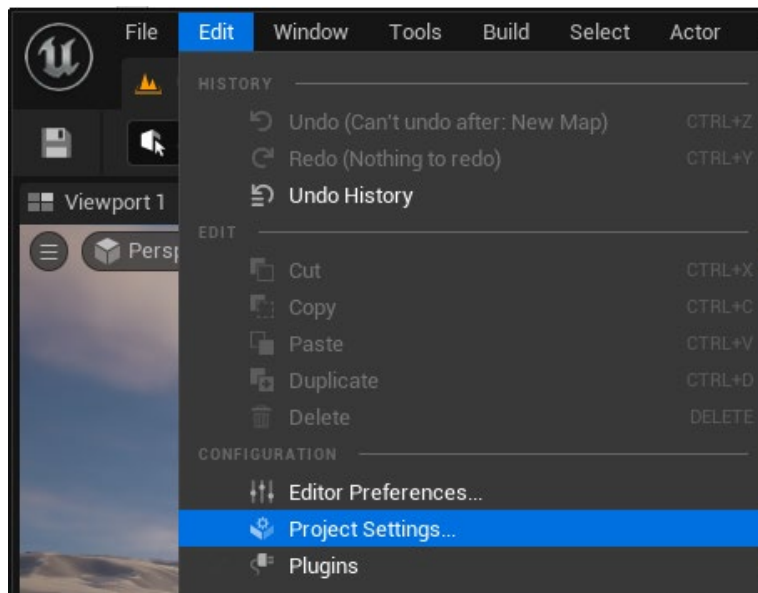 File Edit Window Tools Build Select Actor
HISTORY
Undo (Can't undo after: New Map) CTRL+Z
Redo (Nothing to redo) CTRL+Y
Undo History
Viewport 1
EDIT
Persp
Cut CTRL+X
Copy CTRL+C
Paste CTRL+V
Duplicate CTRL+D
Delete DELETE
CONFIGURATION
Editor Preferences...
Project Settings...
Plugins